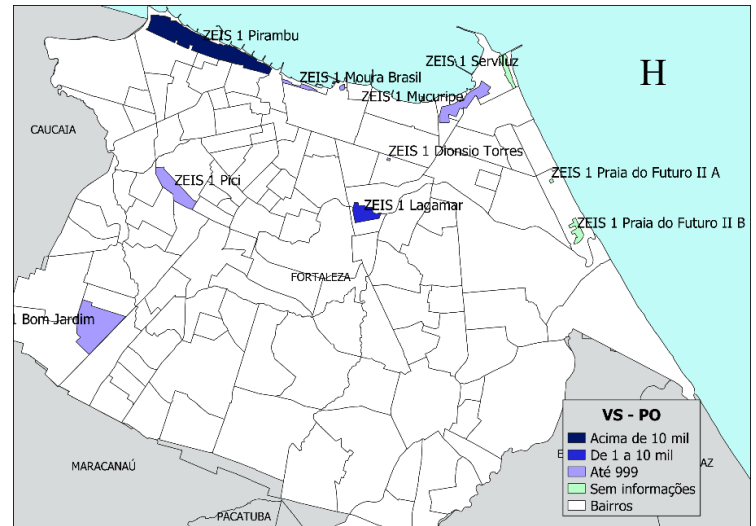 ZEIS 1 Pirambu
ZEIS 1 Serviluz
H
ZEIS 1 Moura Brasil
ZEIS 1 Mucuripe
CAUCAIA
ZEIS 1 Dionsio Torres
ZEIS 1 Praia do Futuro II A
ZEIS 1 Pici
ZEIS 1 Lagamar
ZEIS 1 Praia do Futuro II B
FORTALEZA
1 Bom Jardim
VS - PO
Acima de 10 mil
De 1 a 10 mil
Até 999
Sem informações
Bairros
E
AZ
MARACANAÚ
PACATUBA